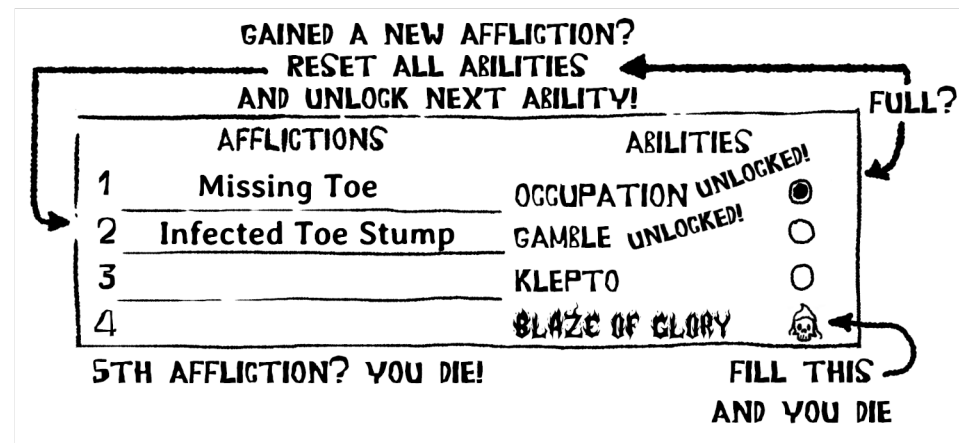 GAINED A NEW AFFLICTION?
RESET ALL ABILITIES
AND UNLOCK NEXT ABILITY!
FULL?
AFFLICTIONS
ABILITIES
1 Missing Toe
OCCUPATION UNLOCKED!
2 Infected Toe Stump
GAMBLE UNLOCKED!
3
KLEPTO
4
BLAZE OF GLORY
5TH AFFLICTION? YOU DIE!
FILL THIS
AND YOU DIE